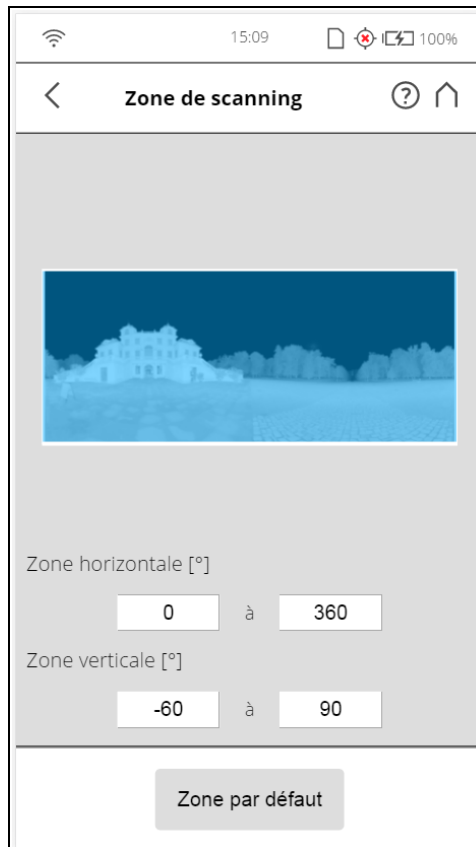 15:09 100%
Zone de scanning ?
Zone horizontale [°]
0 à 360
Zone verticale [°]
-60 à 90
Zone par défaut